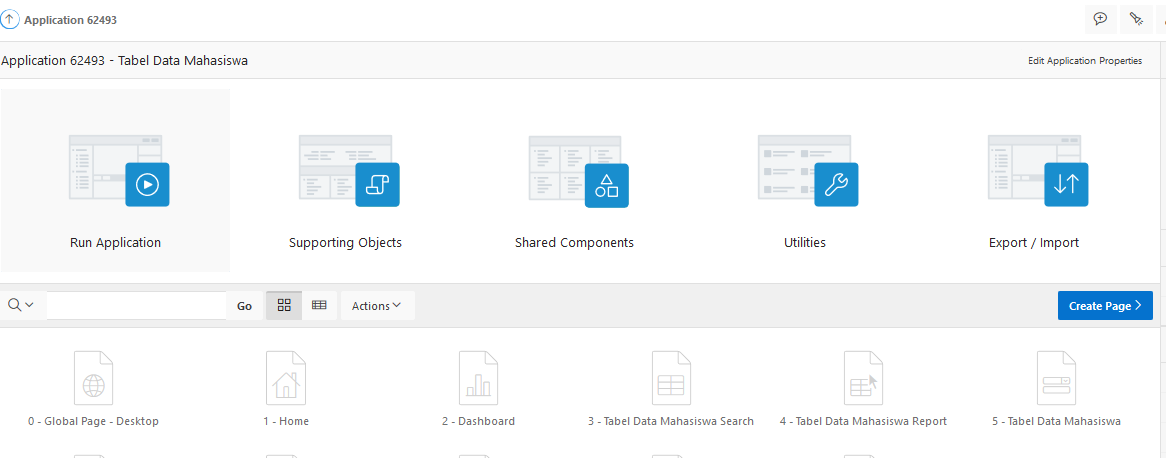 Application 62493
Application 62493 - Tabel Data Mahasiswa
Edit Application Properties
Run Application
Supporting Objects
Shared Components
Utilities
Export / Import
Go
Actions
Create Page
0 - Global Page - Desktop
1 - Home
2 - Dashboard
3 - Tabel Data Mahasiswa Search
4 - Tabel Data Mahasiswa Report
5 - Tabel Data Mahasiswa